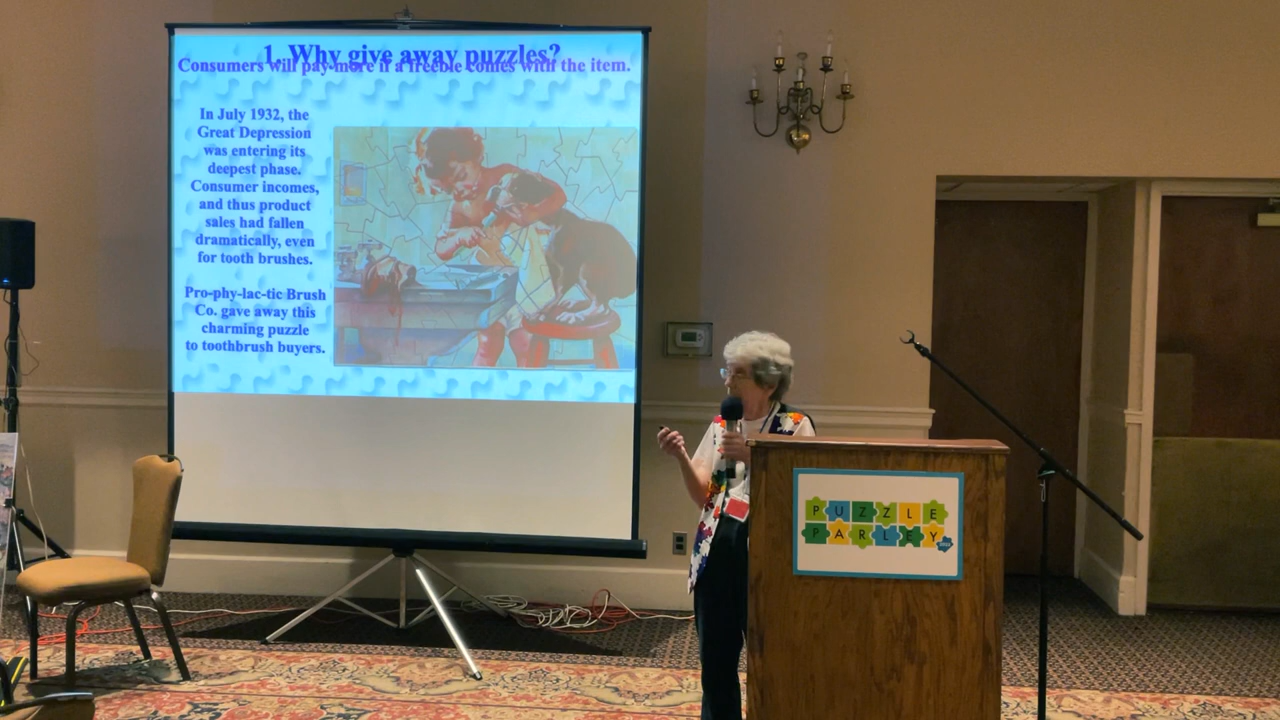 1. Why give away puzzles?
Consumers will pay more if a freebie comes with the item.
In July 1932, the
Great Depression
was entering its
deepest phase.
Consumer incomes,
and thus product
sales had fallen
dramatically, even
for tooth brushes.
Pro-phy-lac-tic Brush
Co. gave away this
charming puzzle
to toothbrush buyers.
PUZZLE
PARLEY